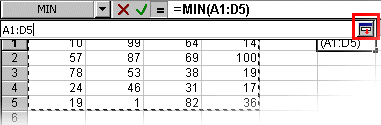 MIN =MIN(A1:D5)
A1:D5
1 10 99 64 14 (A1:D5)
2 57 87 69 100
3 78 53 38 19
4 24 46 31 17
5 19 1 82 36